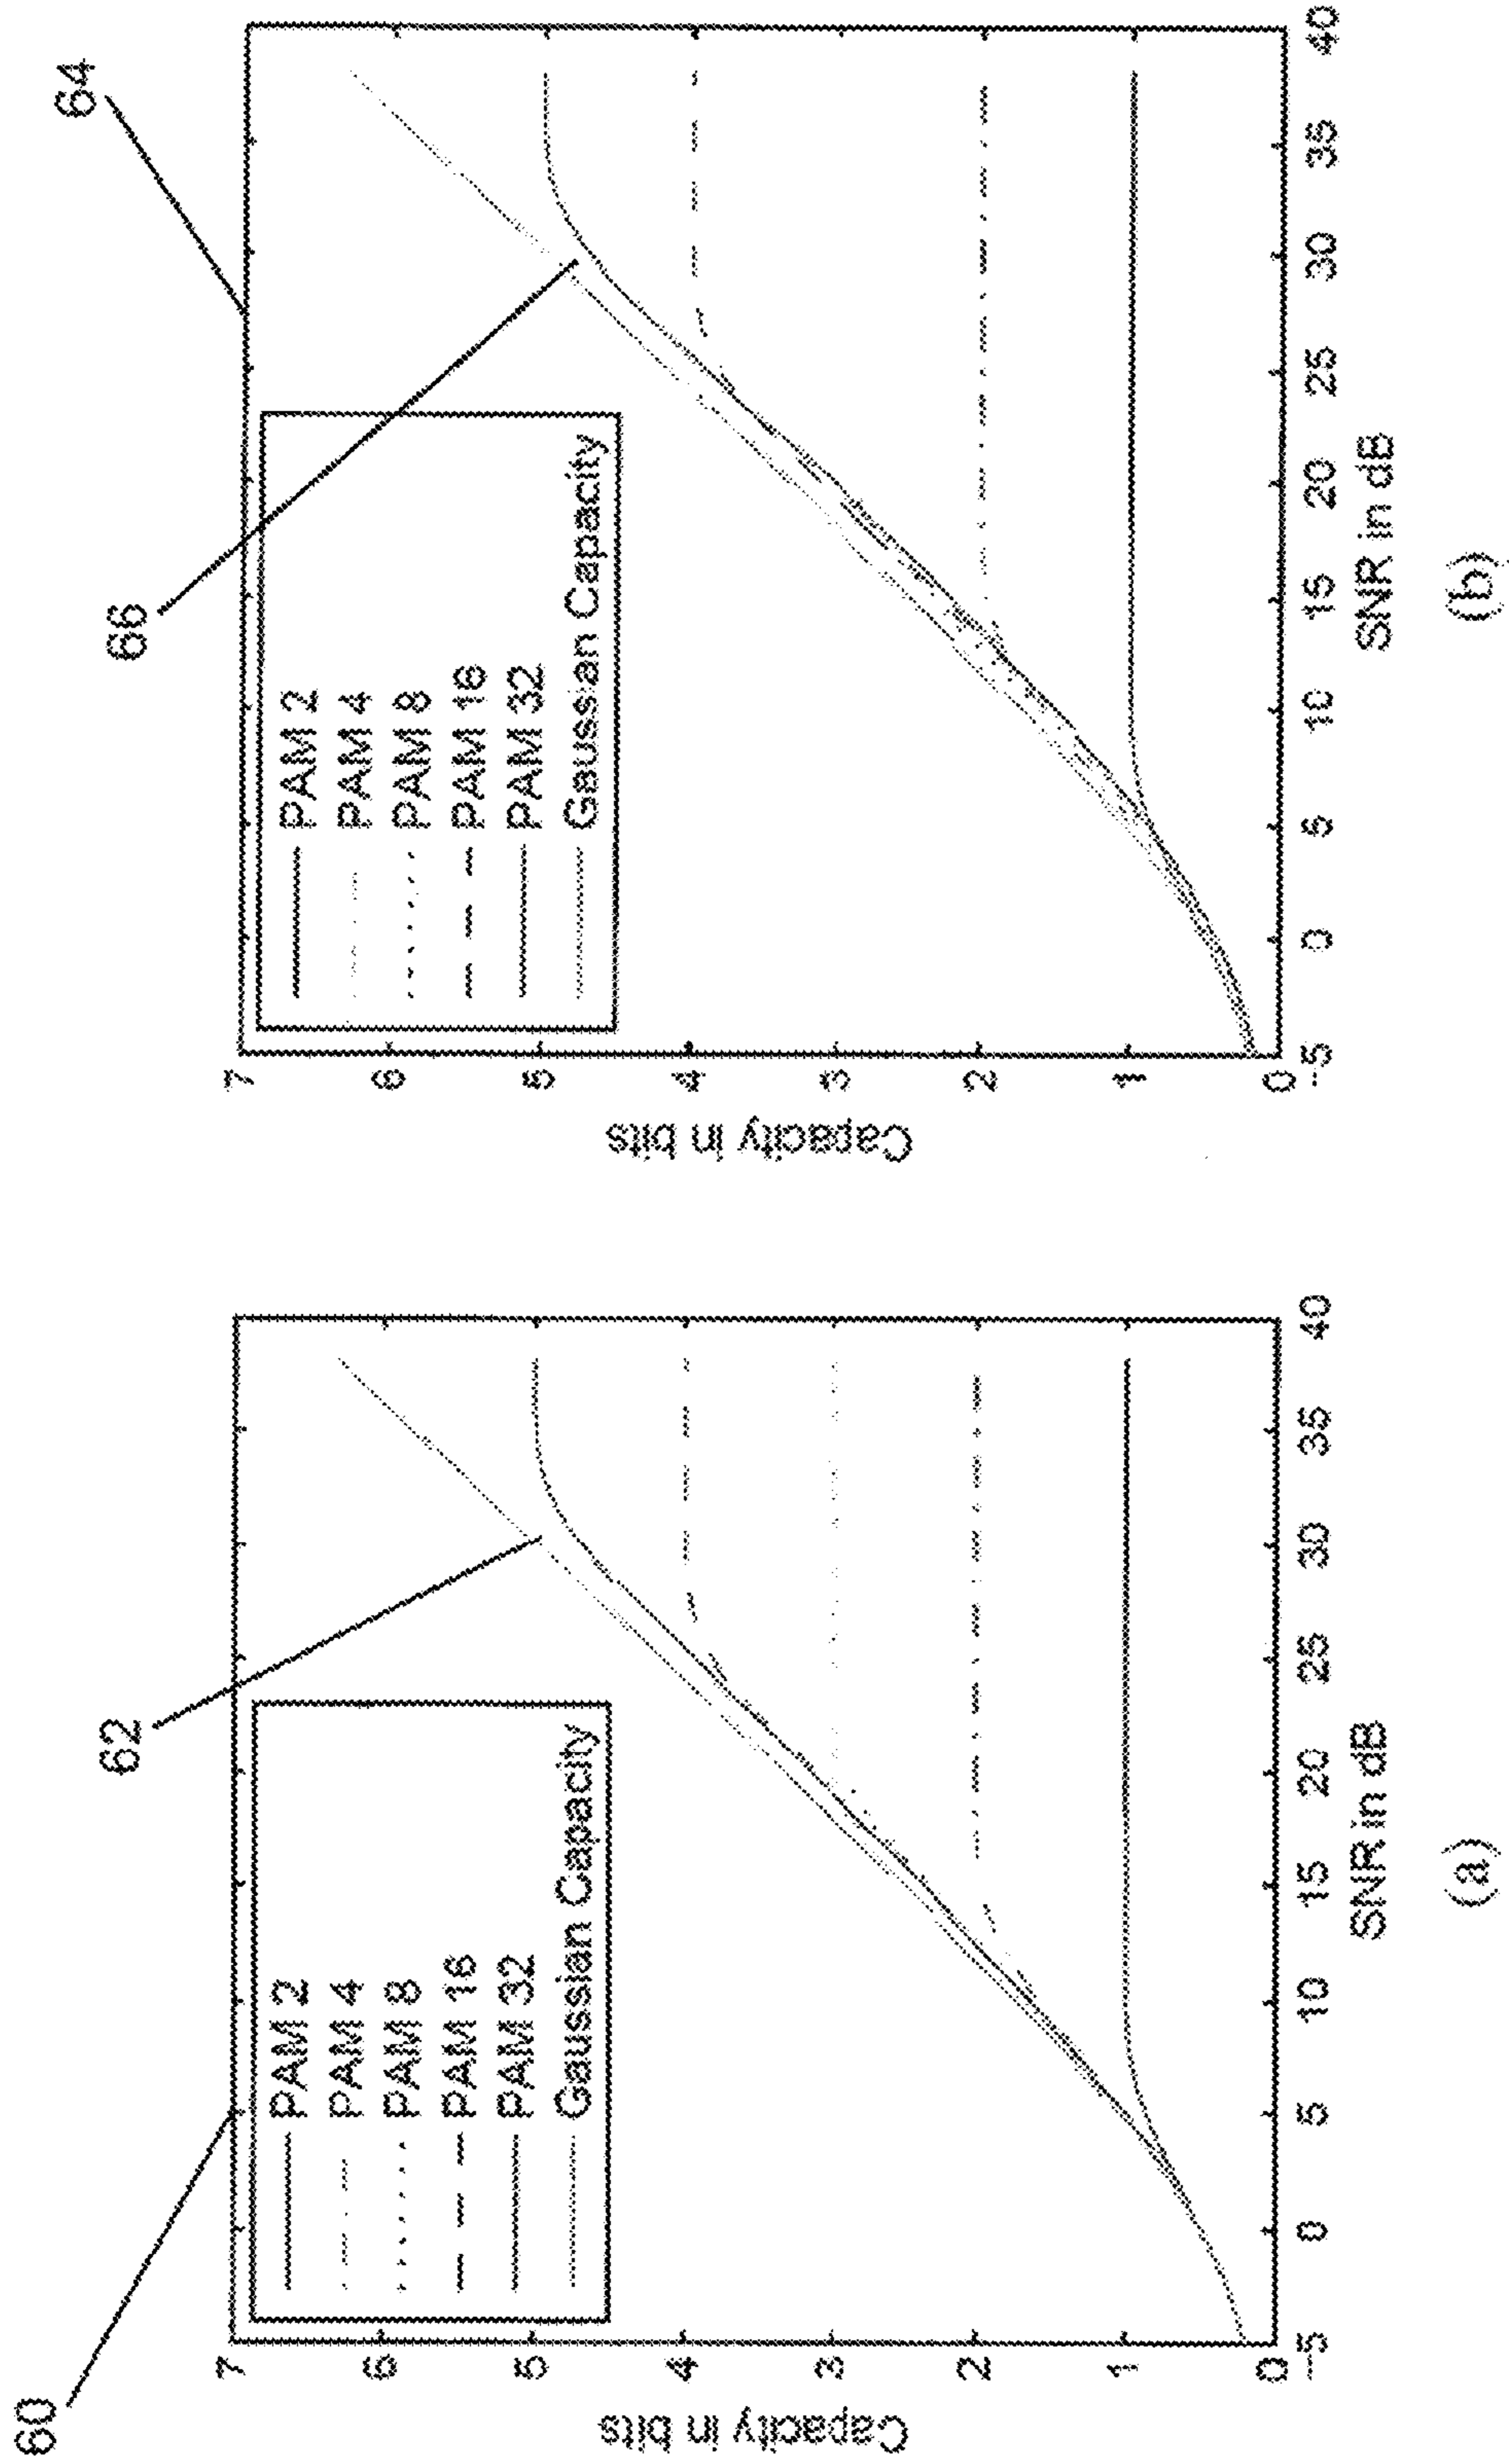 60
62
7
6
5
4
3
2
1
0
Capacity in bits
PAM 2
PAM 4
PAM 8
PAM 16
PAM 32
Gaussian Capacity
-5
0
5
10
15
20
25
30
35
40
SNR in dB
(a)
64
66
7
6
5
4
3
2
1
0
Capacity in bits
PAM 2
PAM 4
PAM 8
PAM 16
PAM 32
Gaussian Capacity
-5
0
5
10
15
20
25
30
35
40
SNR in dB
(b)